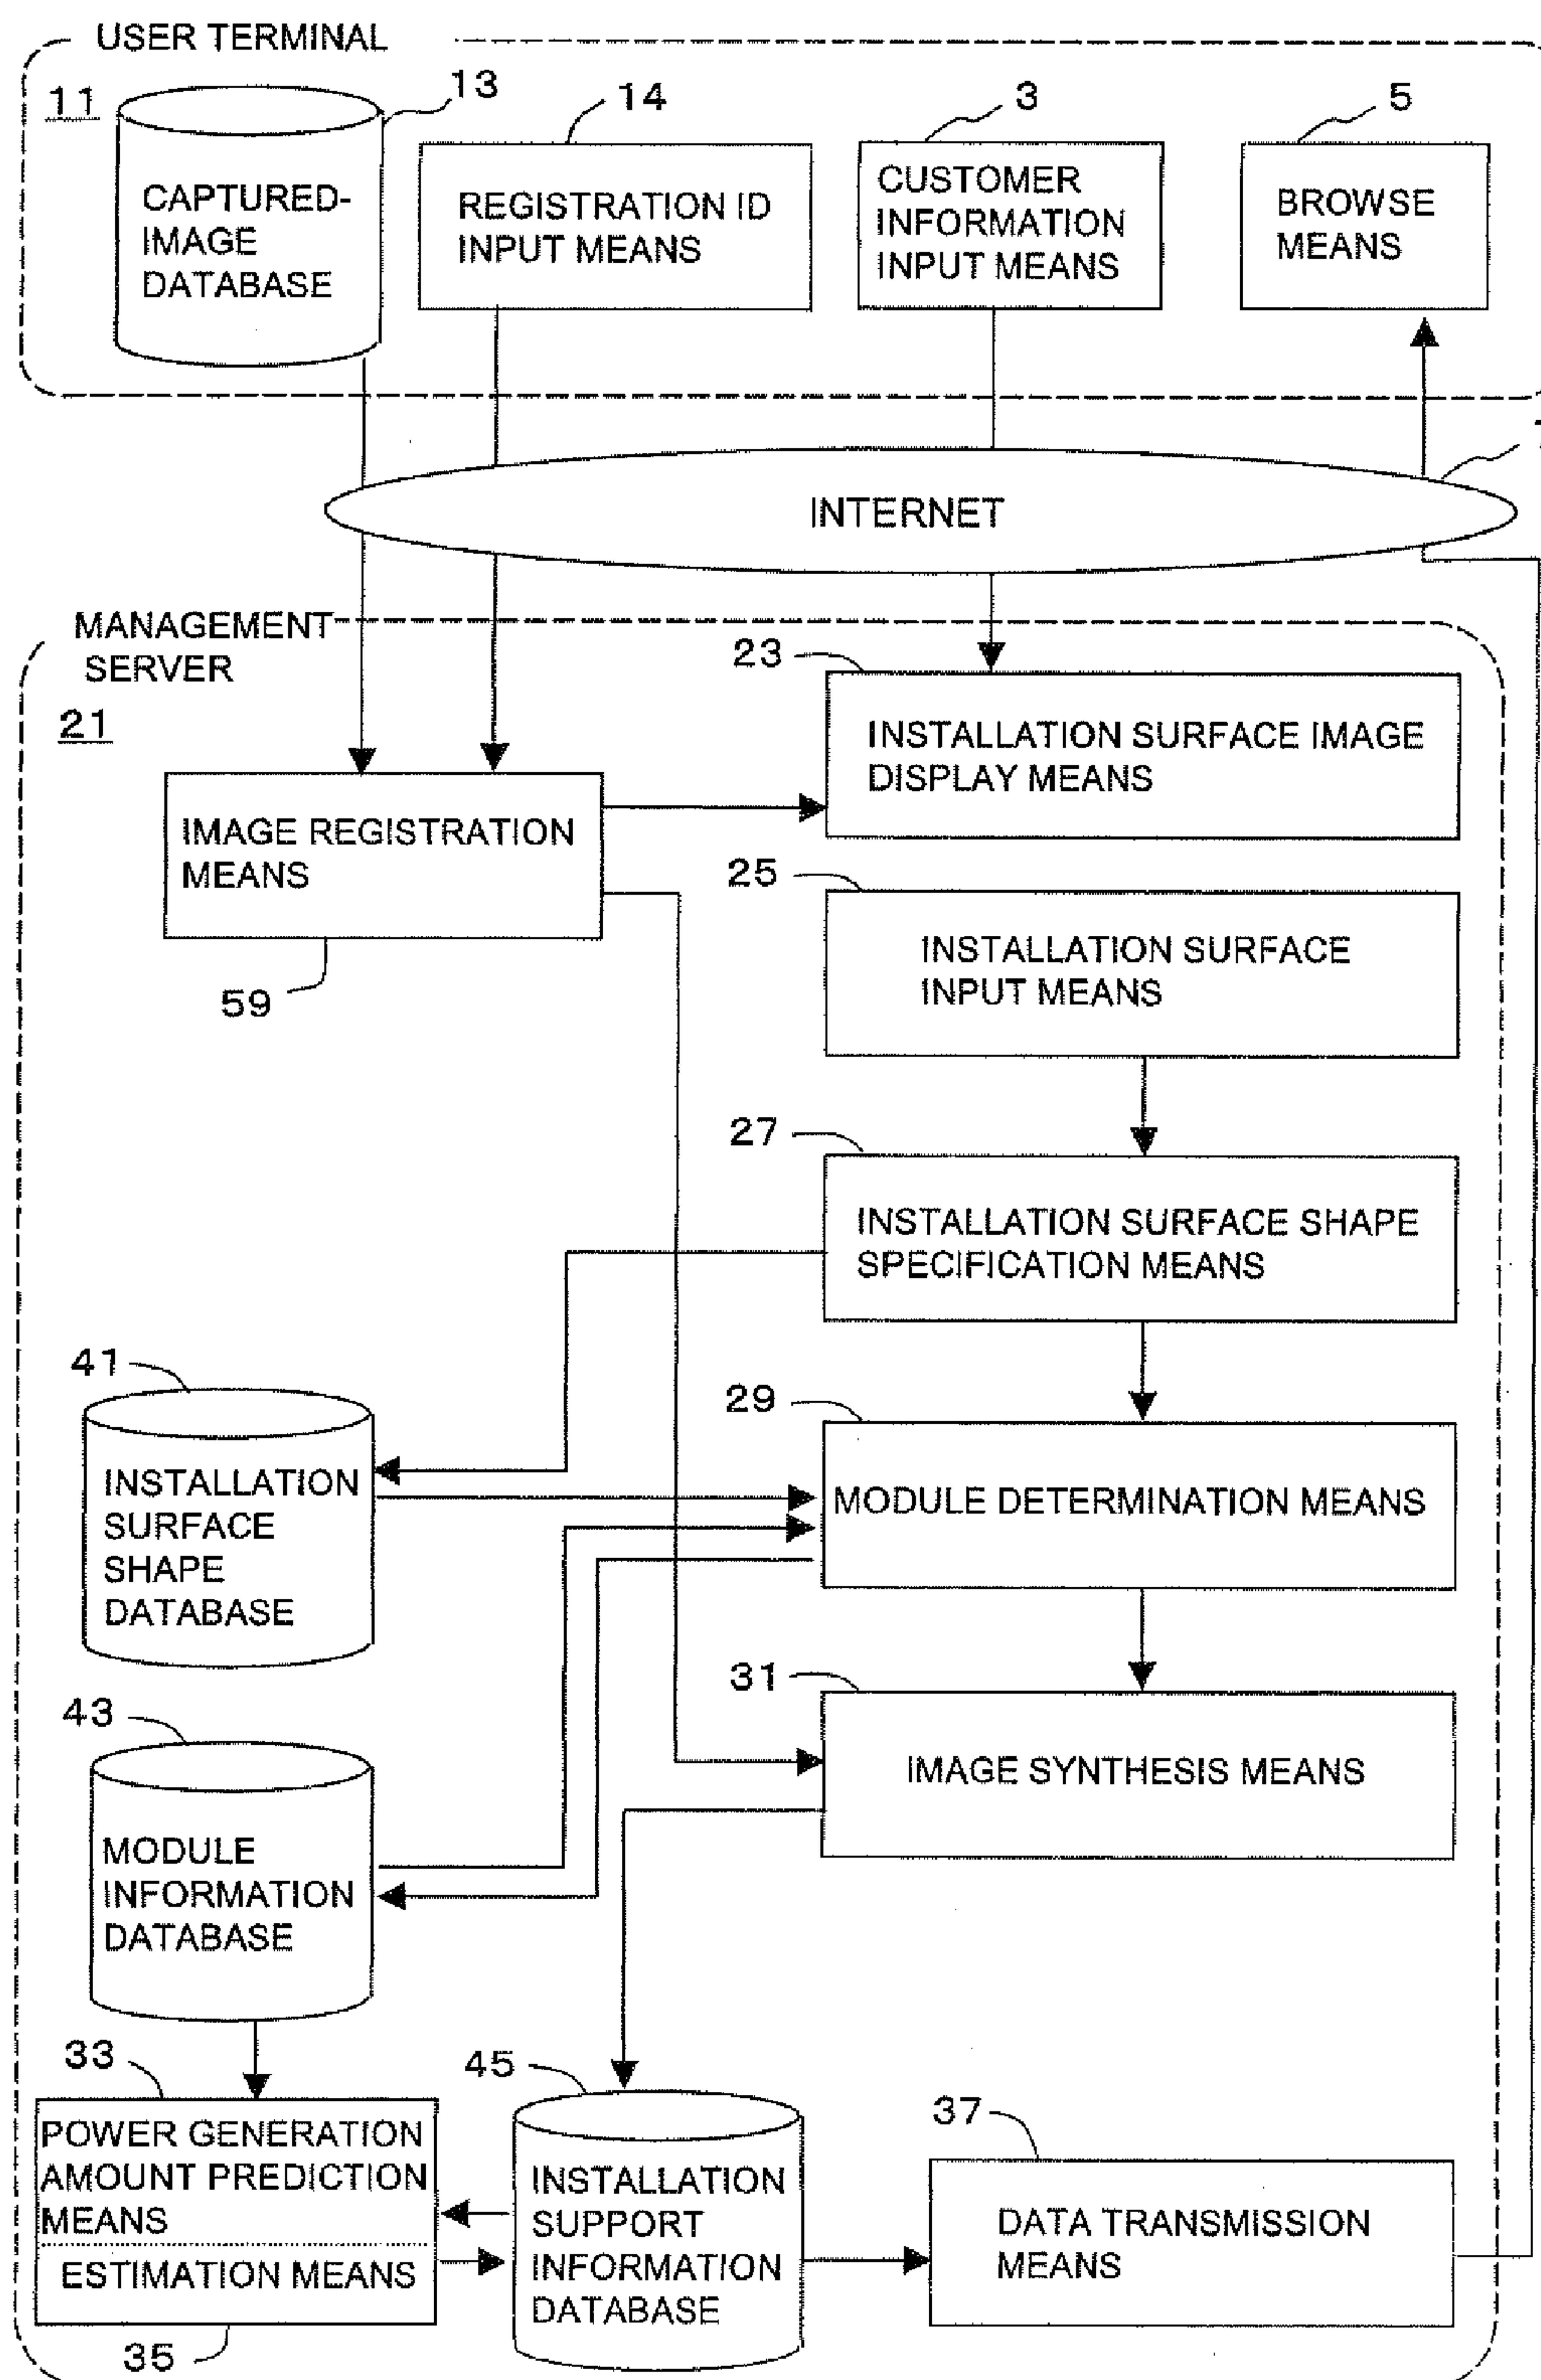 USER TERMINAL
11
13
14
3
5
CAPTURED-
IMAGE
DATABASE
REGISTRATION ID
INPUT MEANS
CUSTOMER
INFORMATION
INPUT MEANS
BROWSE
MEANS
INTERNET
MANAGEMENT
SERVER
21
23
INSTALLATION SURFACE IMAGE
DISPLAY MEANS
IMAGE REGISTRATION
MEANS
59
25
INSTALLATION SURFACE
INPUT MEANS
27
INSTALLATION SURFACE SHAPE
SPECIFICATION MEANS
41
INSTALLATION
SURFACE
SHAPE
DATABASE
29
MODULE DETERMINATION MEANS
43
MODULE
INFORMATION
DATABASE
31
IMAGE SYNTHESIS MEANS
33
POWER GENERATION
AMOUNT PREDICTION
MEANS
ESTIMATION MEANS
35
45
INSTALLATION
SUPPORT
INFORMATION
DATABASE
37
DATA TRANSMISSION
MEANS